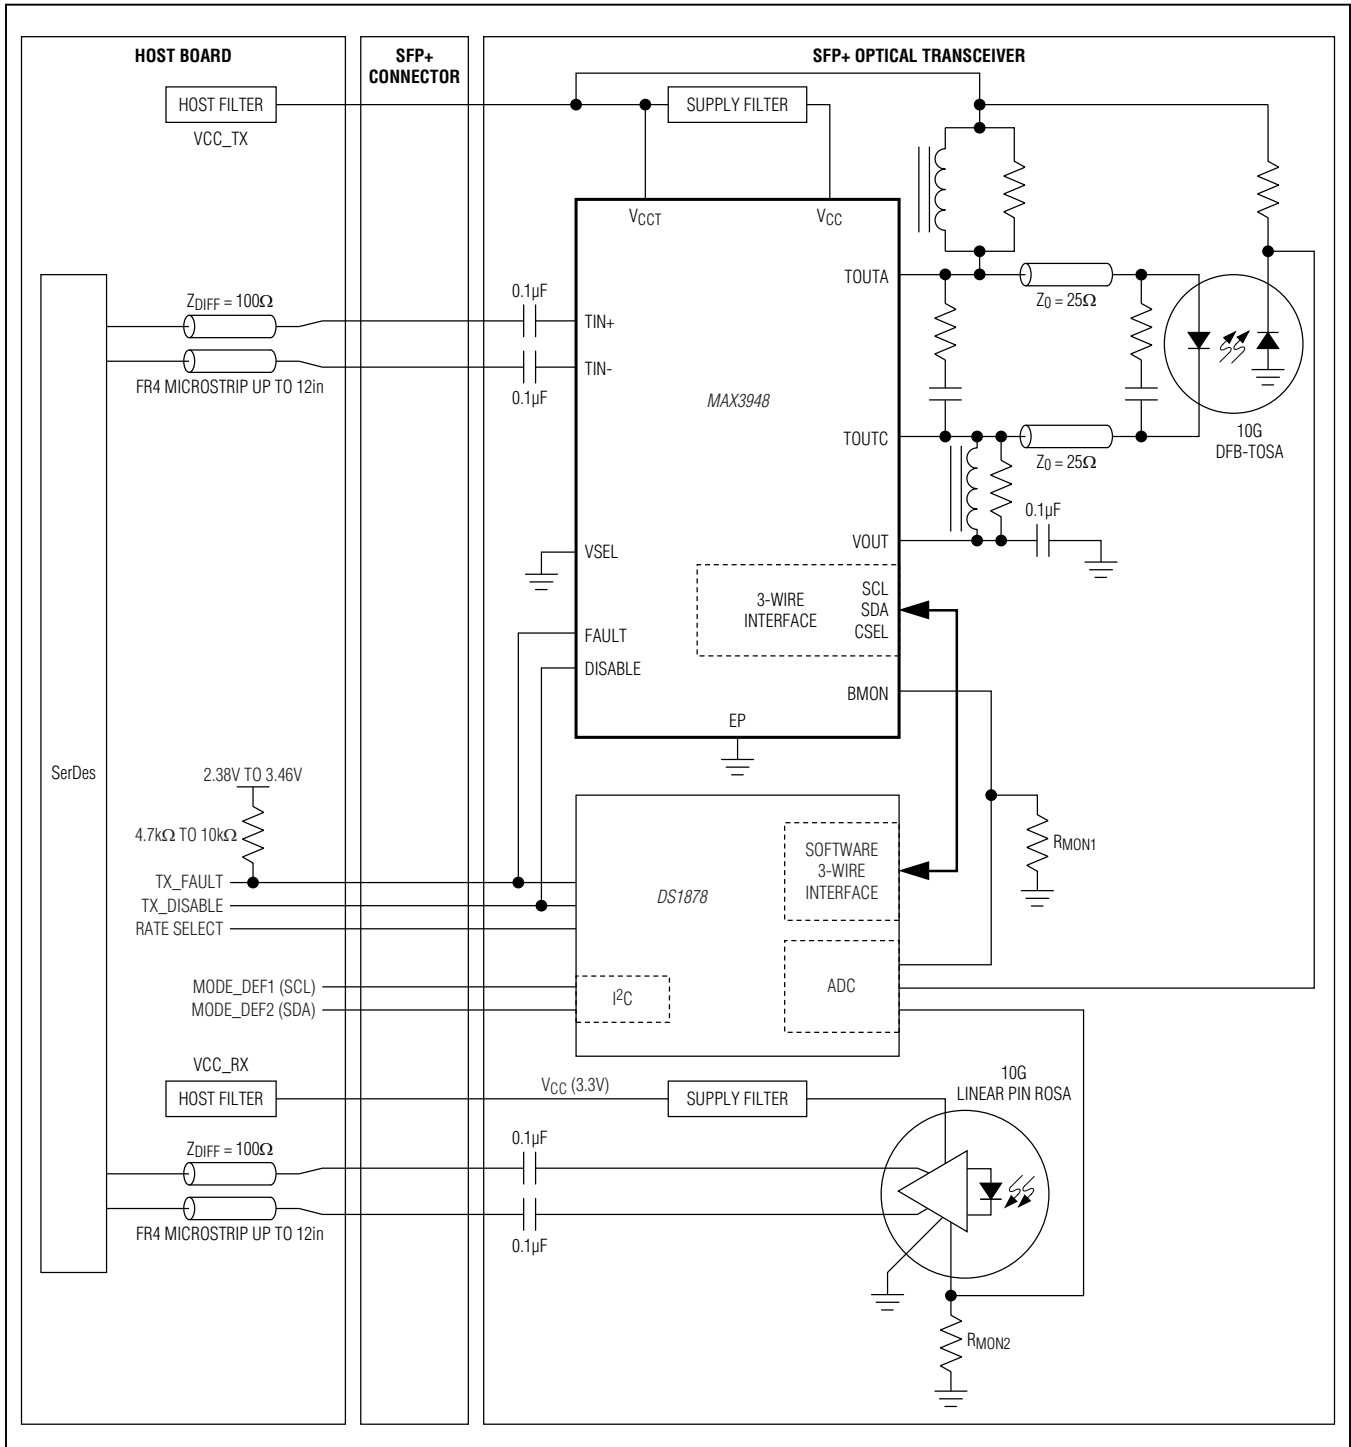 HOST BOARD
SFP+
CONNECTOR
SFP+ OPTICAL TRANSCEIVER
HOST FILTER
VCC_TX
SUPPLY FILTER
VCCT
VCC
ZDIFF = 100Ω
FR4 MICROSTRIP UP TO 12in
0.1µF
0.1µF
TIN+
TIN-
MAX3948
TOUTA
Z0 = 25Ω
TOUTC
Z0 = 25Ω
10G
DFB-TOSA
0.1µF
VOUT
VSEL
3-WIRE
INTERFACE
SCL
SDA
CSEL
FAULT
DISABLE
BMON
EP
SerDes
2.38V TO 3.46V
4.7kΩ TO 10kΩ
TX_FAULT
TX_DISABLE
RATE SELECT
DS1878
SOFTWARE
3-WIRE
INTERFACE
RMON1
ADC
MODE_DEF1 (SCL)
MODE_DEF2 (SDA)
I2C
VCC_RX
HOST FILTER
VCC (3.3V)
SUPPLY FILTER
10G
LINEAR PIN ROSA
ZDIFF = 100Ω
FR4 MICROSTRIP UP TO 12in
0.1µF
0.1µF
RMON2